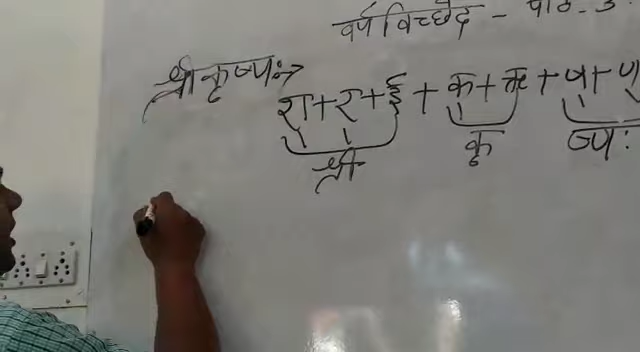 वर्ण विच्छेद - पाठ-3
श्रीकृष्णः→ श+र+ई + क+ऋ + ष+ण
श्री कृ ष्णः